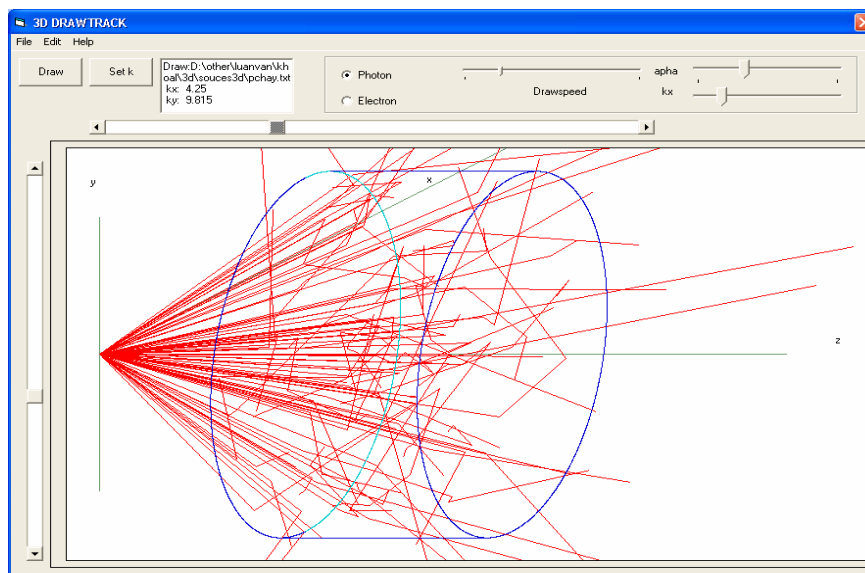 3D DRAWTRACK
File Edit Help
Draw
Set k
Draw:D:\other\luanvan\kh
oal\3d\souces3d\pchay.txt
kx: 4.25
ky: 9.815
Photon
Electron
Drawspeed
apha
kx
y
x
z